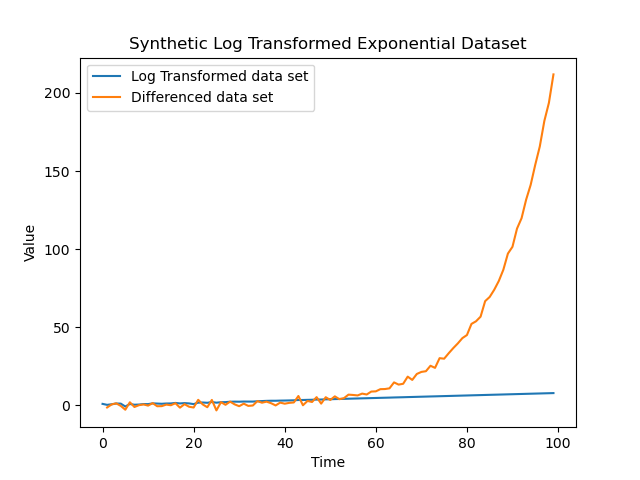 Synthetic Log Transformed Exponential Dataset
Log Transformed data set
Differenced data set
200
150
100
50
0
Value
0 20 40 60 80 100
Time